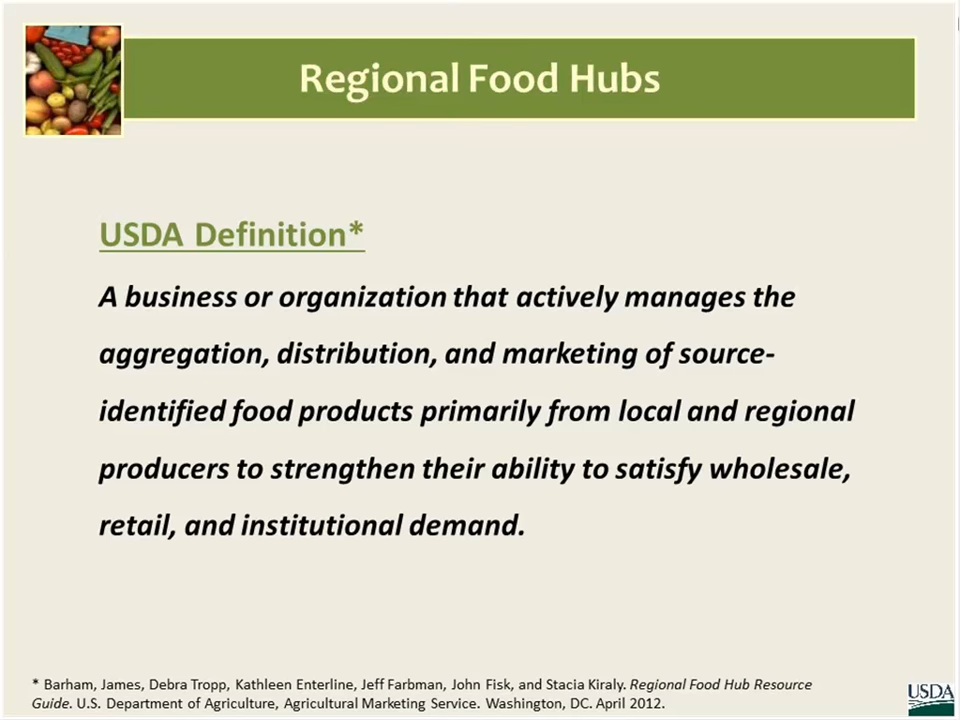 Regional Food Hubs
USDA Definition*
A business or organization that actively manages the
aggregation, distribution, and marketing of source-
identified food products primarily from local and regional
producers to strengthen their ability to satisfy wholesale,
retail, and institutional demand.
* Barham, James, Debra Tropp, Kathleen Enterline, Jeff Farbman, John Fisk, and Stacia Kiraly. Regional Food Hub Resource
Guide. U.S. Department of Agriculture, Agricultural Marketing Service. Washington, DC. April 2012.
USDA